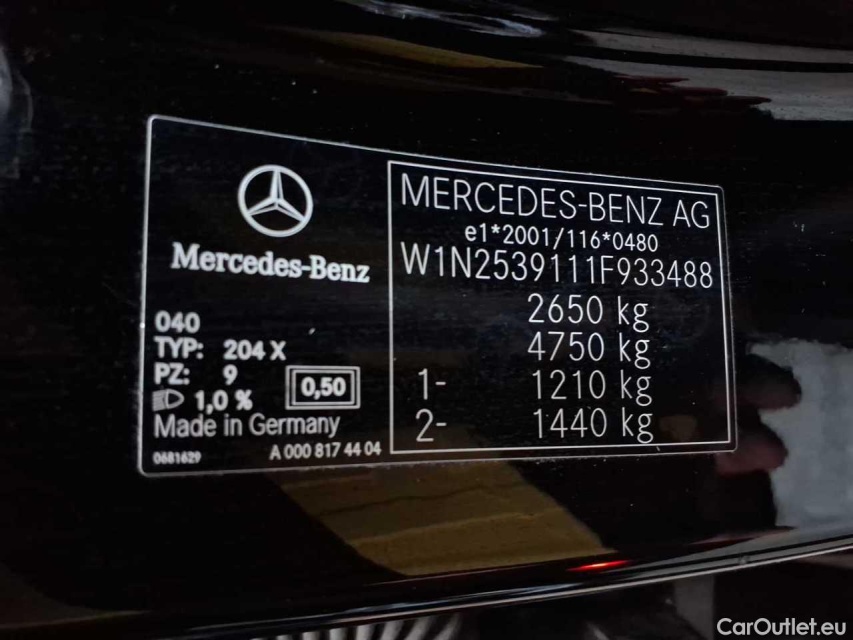 Mercedes-Benz
040
TYP: 204 X
PZ: 9
1,0 %
0,50
Made in Germany
0681629
A 000 817 44 04
MERCEDES-BENZ AG
e1*2001/116*0480
W1N2539111F933488
2650 kg
4750 kg
1- 1210 kg
2- 1440 kg
CarOutlet.eu